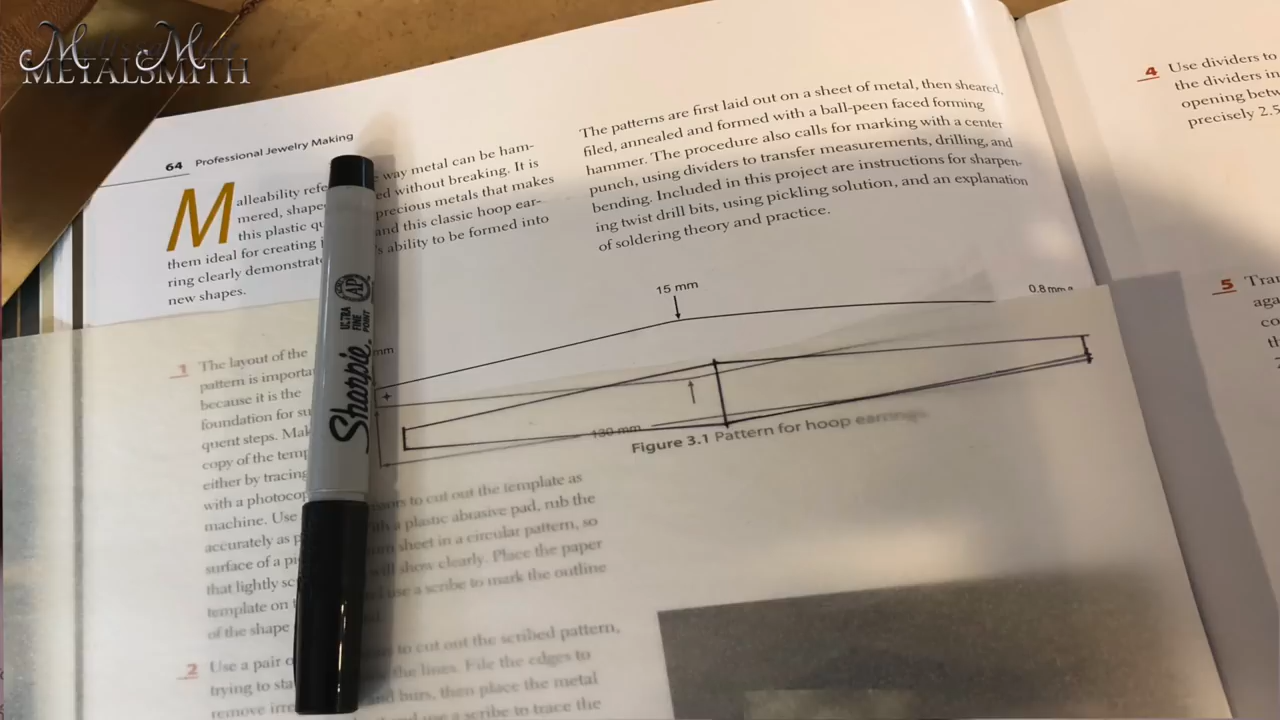 Melissa Muir
METALSMITH
64 Professional Jewelry Making
Malleability refe way metal can be ham-
mered, shape ed without breaking. It is
this plastic qu precious metals that makes
them ideal for creating and this classic hoop ear-
ring clearly demonstrate 's ability to be formed into
new shapes.
The patterns are first laid out on a sheet of metal, then sheared,
filed, annealed and formed with a ball-peen faced forming
hammer. The procedure also calls for marking with a center
punch, using dividers to transfer measurements, drilling, and
bending. Included in this project are instructions for sharpen-
ing twist drill bits, using pickling solution, and an explanation
of soldering theory and practice.
15 mm
0.8 mm
mm
130 mm
Figure 3.1 Pattern for hoop earrings
1 The layout of the
pattern is importa
because it is the
foundation for su
quent steps. Mak
copy of the temp
either by tracing
with a photocop
machine. Use ssors to cut out the template as
accurately as p ith a plastic abrasive pad, rub the
surface of a pi um sheet in a circular pattern, so
that lightly sc will show clearly. Place the paper
template on t use a scribe to mark the outline
of the shape
2 Use a pair o to cut out the scribed pattern,
trying to sta the lines. File the edges to
remove irre and burs, then place the metal
and use a scribe to trace the
Sharpie.
ULTRA
FINE
POINT
AP
4 Use dividers to
the dividers in
opening betw
precisely 2.5
5 Tran
aga
co
th